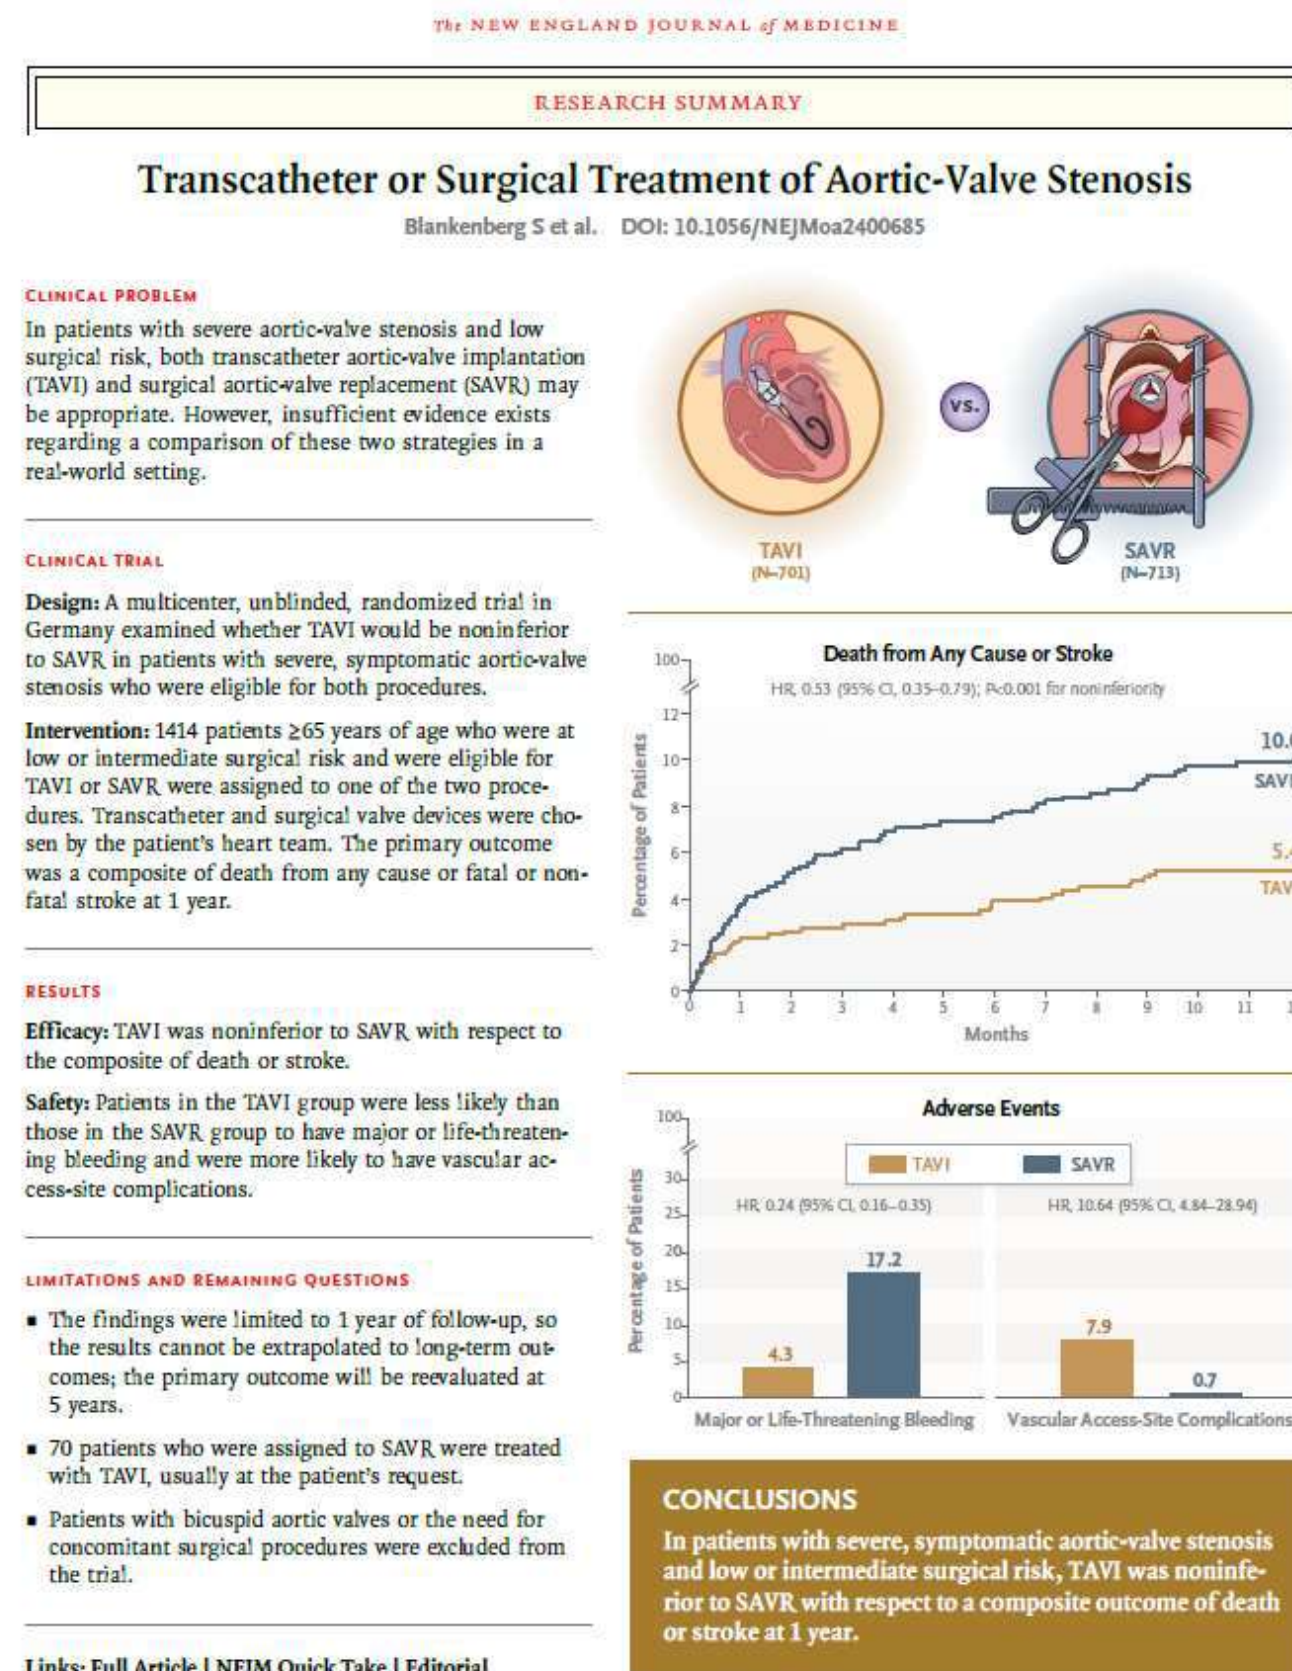 The NEW ENGLAND JOURNAL of MEDICINE
RESEARCH SUMMARY
Transcatheter or Surgical Treatment of Aortic-Valve Stenosis
Blankenberg S et al. DOI: 10.1056/NEJMoa2400685
CLINICAL PROBLEM
In patients with severe aortic-valve stenosis and low
surgical risk, both transcatheter aortic-valve implantation
(TAVI) and surgical aortic-valve replacement (SAVR) may
be appropriate. However, insufficient evidence exists
regarding a comparison of these two strategies in a
real-world setting.
CLINICAL TRIAL
Design: A multicenter, unblinded, randomized trial in
Germany examined whether TAVI would be noninferior
to SAVR in patients with severe, symptomatic aortic-valve
stenosis who were eligible for both procedures.
Intervention: 1414 patients ≥65 years of age who were at
low or intermediate surgical risk and were eligible for
TAVI or SAVR were assigned to one of the two proce-
dures. Transcatheter and surgical valve devices were cho-
sen by the patient's heart team. The primary outcome
was a composite of death from any cause or fatal or non-
fatal stroke at 1 year.
RESULTS
Efficacy: TAVI was noninferior to SAVR with respect to
the composite of death or stroke.
Safety: Patients in the TAVI group were less likely than
those in the SAVR group to have major or life-threaten-
ing bleeding and were more likely to have vascular ac-
cess-site complications.
LIMITATIONS AND REMAINING QUESTIONS
▪ The findings were limited to 1 year of follow-up, so
the results cannot be extrapolated to long-term out-
comes; the primary outcome will be reevaluated at
5 years.
▪ 70 patients who were assigned to SAVR were treated
with TAVI, usually at the patient's request.
▪ Patients with bicuspid aortic valves or the need for
concomitant surgical procedures were excluded from
the trial.
Links: Full Article | NEJM Quick Take | Editorial
vs.
TAVI
(N=701)
SAVR
(N=713)
Death from Any Cause or Stroke
HR, 0.53 (95% CI, 0.35–0.79); P<0.001 for noninferiority
Percentage of Patients
100
12
10
8
6
4
2
0
10.
SAV
5.
TAV
0 1 2 3 4 5 6 7 8 9 10 11
Months
Adverse Events
TAVI SAVR
Percentage of Patients
100
30
25
20
15
10
5
0
HR, 0.24 (95% CI, 0.16–0.35)
HR, 10.64 (95% CI, 4.84–28.94)
4.3
17.2
7.9
0.7
Major or Life-Threatening Bleeding
Vascular Access-Site Complications
CONCLUSIONS
In patients with severe, symptomatic aortic-valve stenosis
and low or intermediate surgical risk, TAVI was noninfe-
rior to SAVR with respect to a composite outcome of death
or stroke at 1 year.